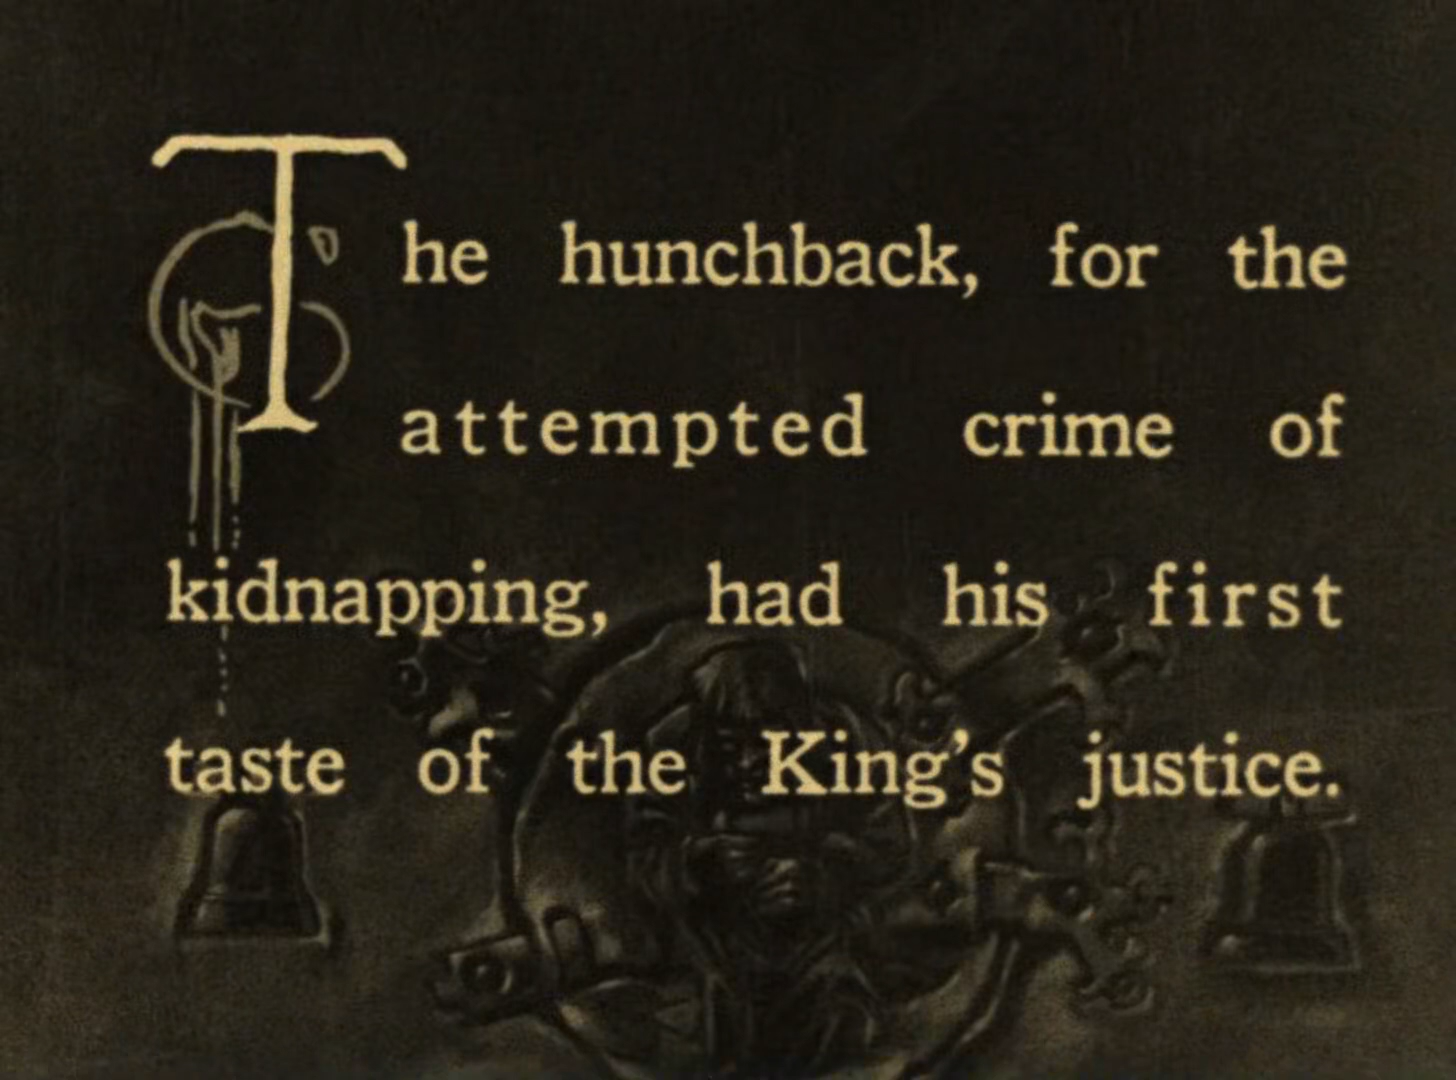 The hunchback, for the
attempted crime of
kidnapping, had his first
taste of the King's justice.